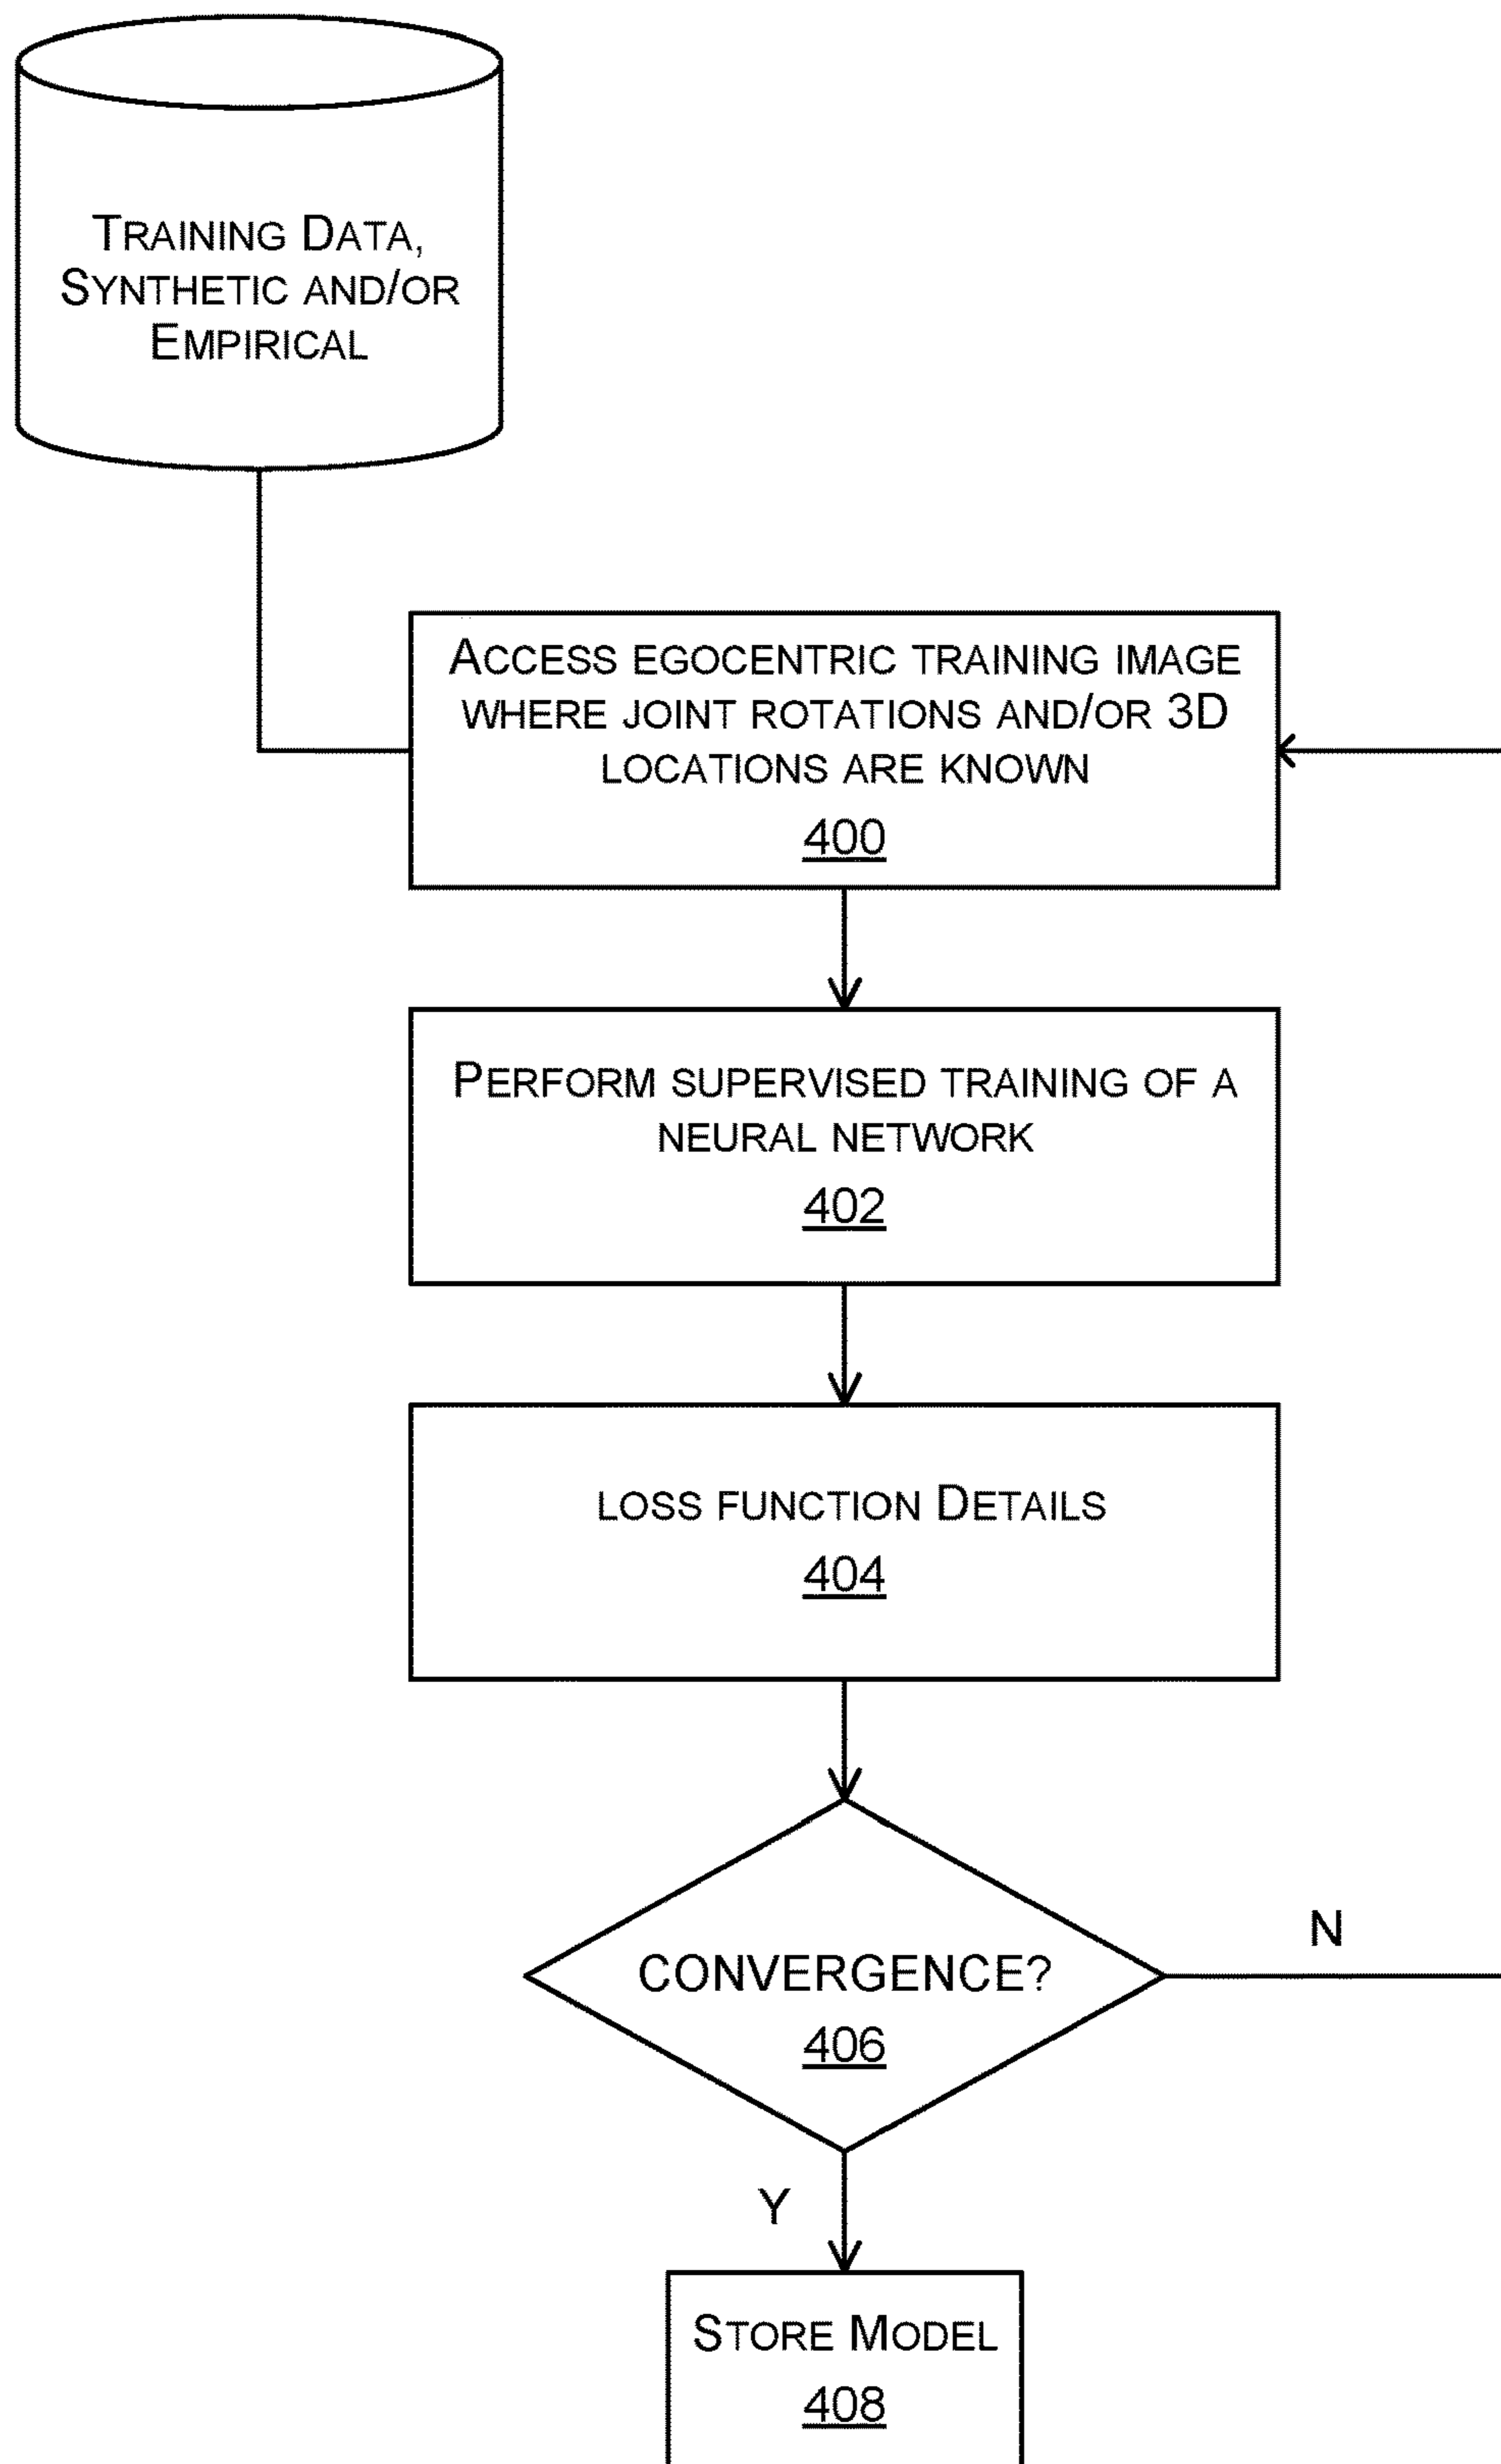 Training Data,
Synthetic and/or
Empirical
Access egocentric training image
where joint rotations and/or 3D
locations are known
400
Perform supervised training of a
neural network
402
loss function Details
404
CONVERGENCE?
406
N
Y
Store Model
408